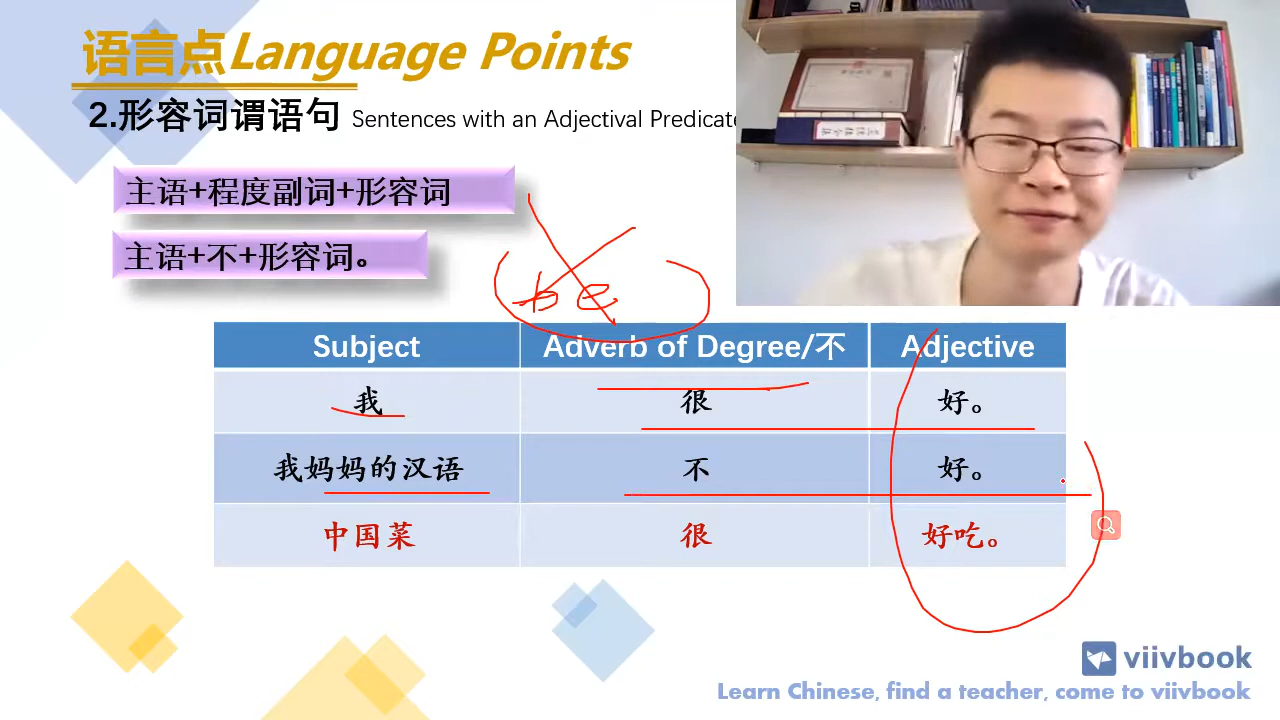 语言点Language Points
2.形容词谓语句 Sentences with an Adjectival Predicate
主语+程度副词+形容词
主语+不+形容词。
be
Subject Adverb of Degree/不 Adjective
我 很 好。
我妈妈的汉语 不 好。
中国菜 很 好吃。
viivbook
Learn Chinese, find a teacher, come to viivbook